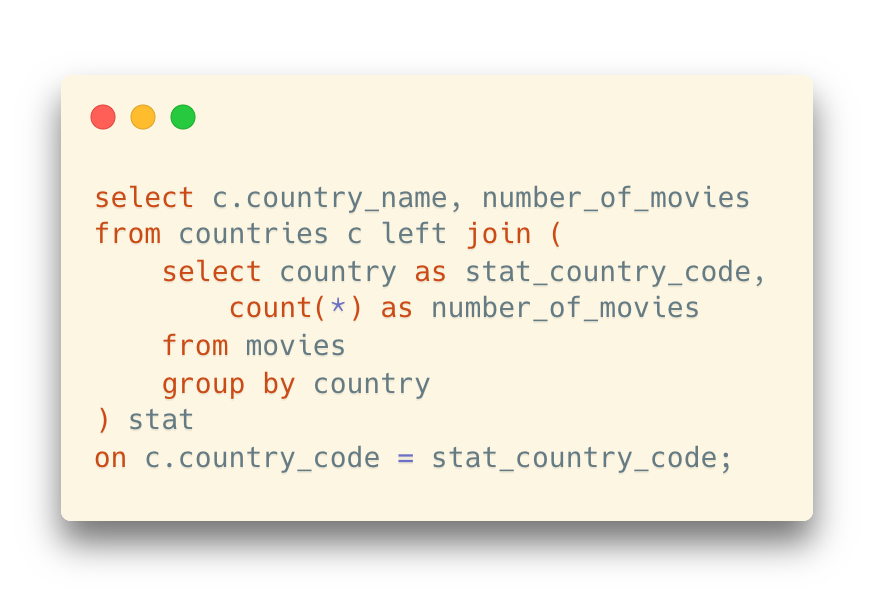 select c.country_name, number_of_movies
from countries c left join (
    select country as stat_country_code,
        count(*) as number_of_movies
    from movies
    group by country
) stat
on c.country_code = stat_country_code;